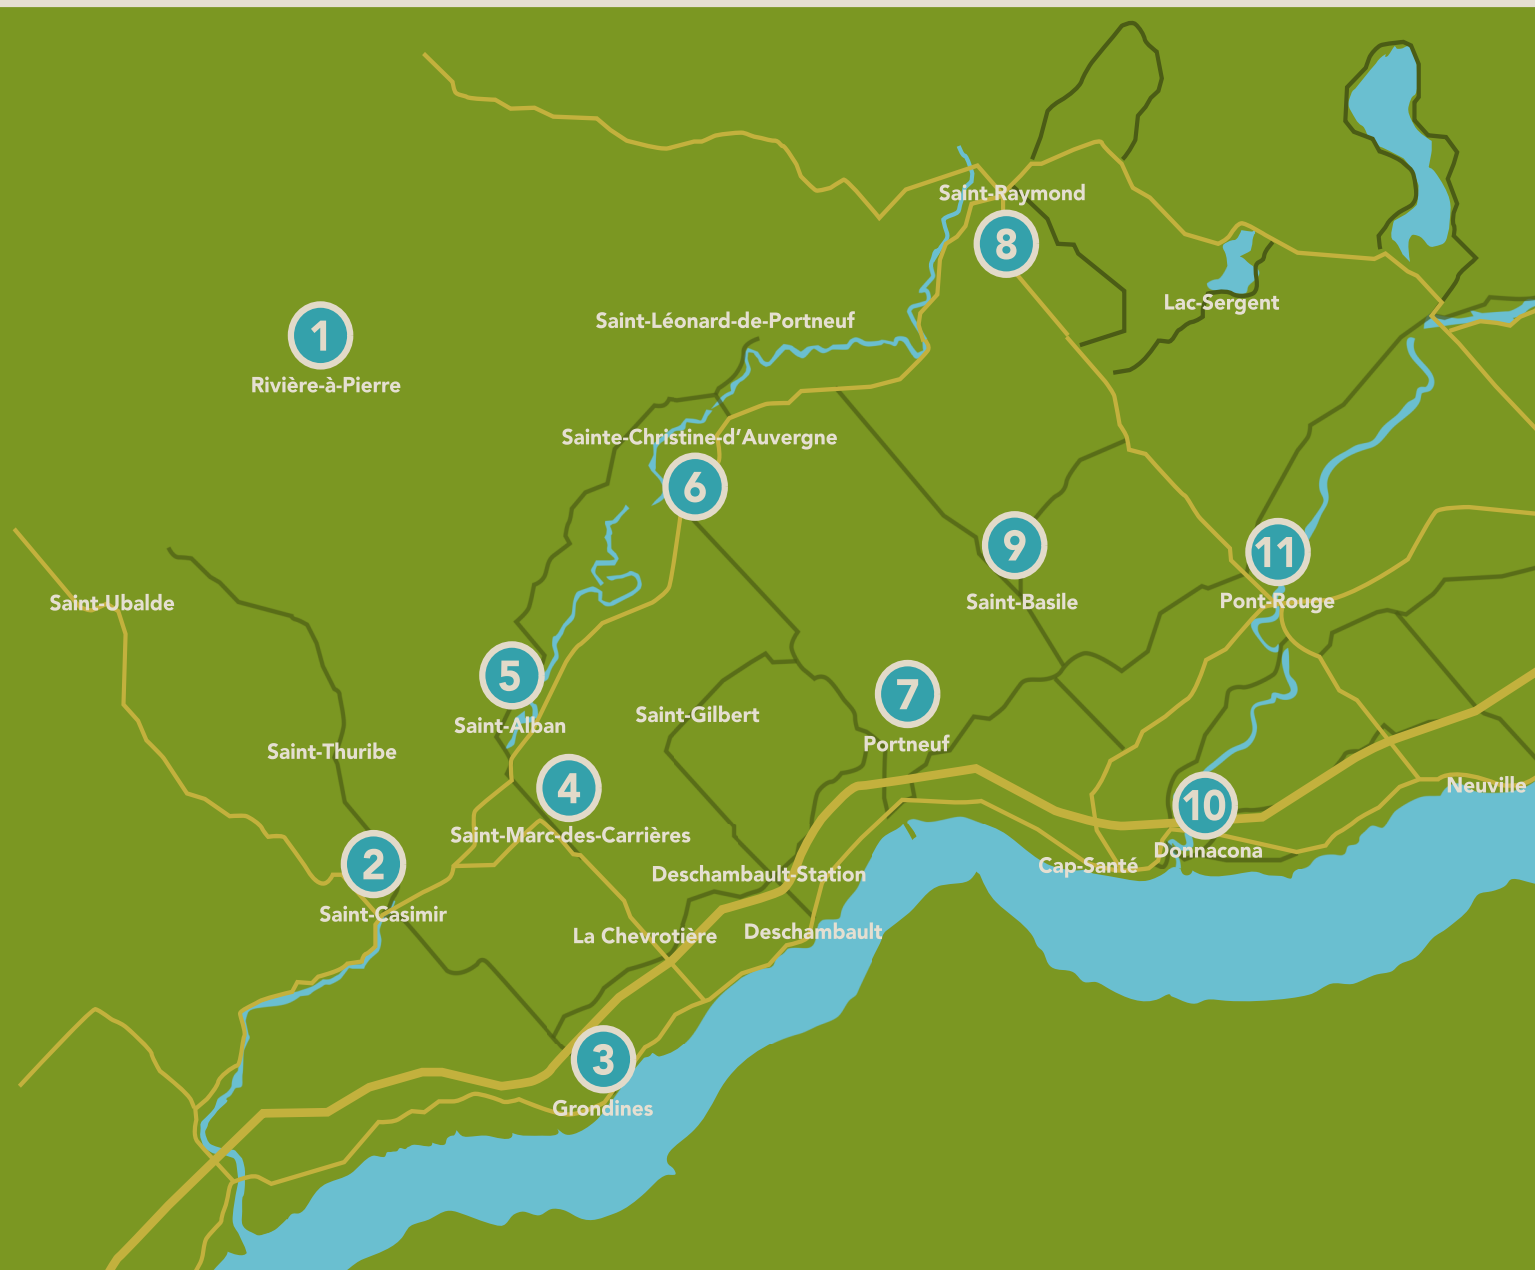 Saint-Raymond
8
Lac-Sergent
Saint-Léonard-de-Portneuf
1
Rivière-à-Pierre
Sainte-Christine-d’Auvergne
6
9
Saint-Basile
11
Pont-Rouge
Saint-Ubalde
5
Saint-Alban
Saint-Gilbert
7
Portneuf
Saint-Thuribe
4
Saint-Marc-des-Carrières
10
Donnacona
Neuville
2
Saint-Casimir
Deschambault-Station
Cap-Santé
La Chevrotière
Deschambault
3
Grondines